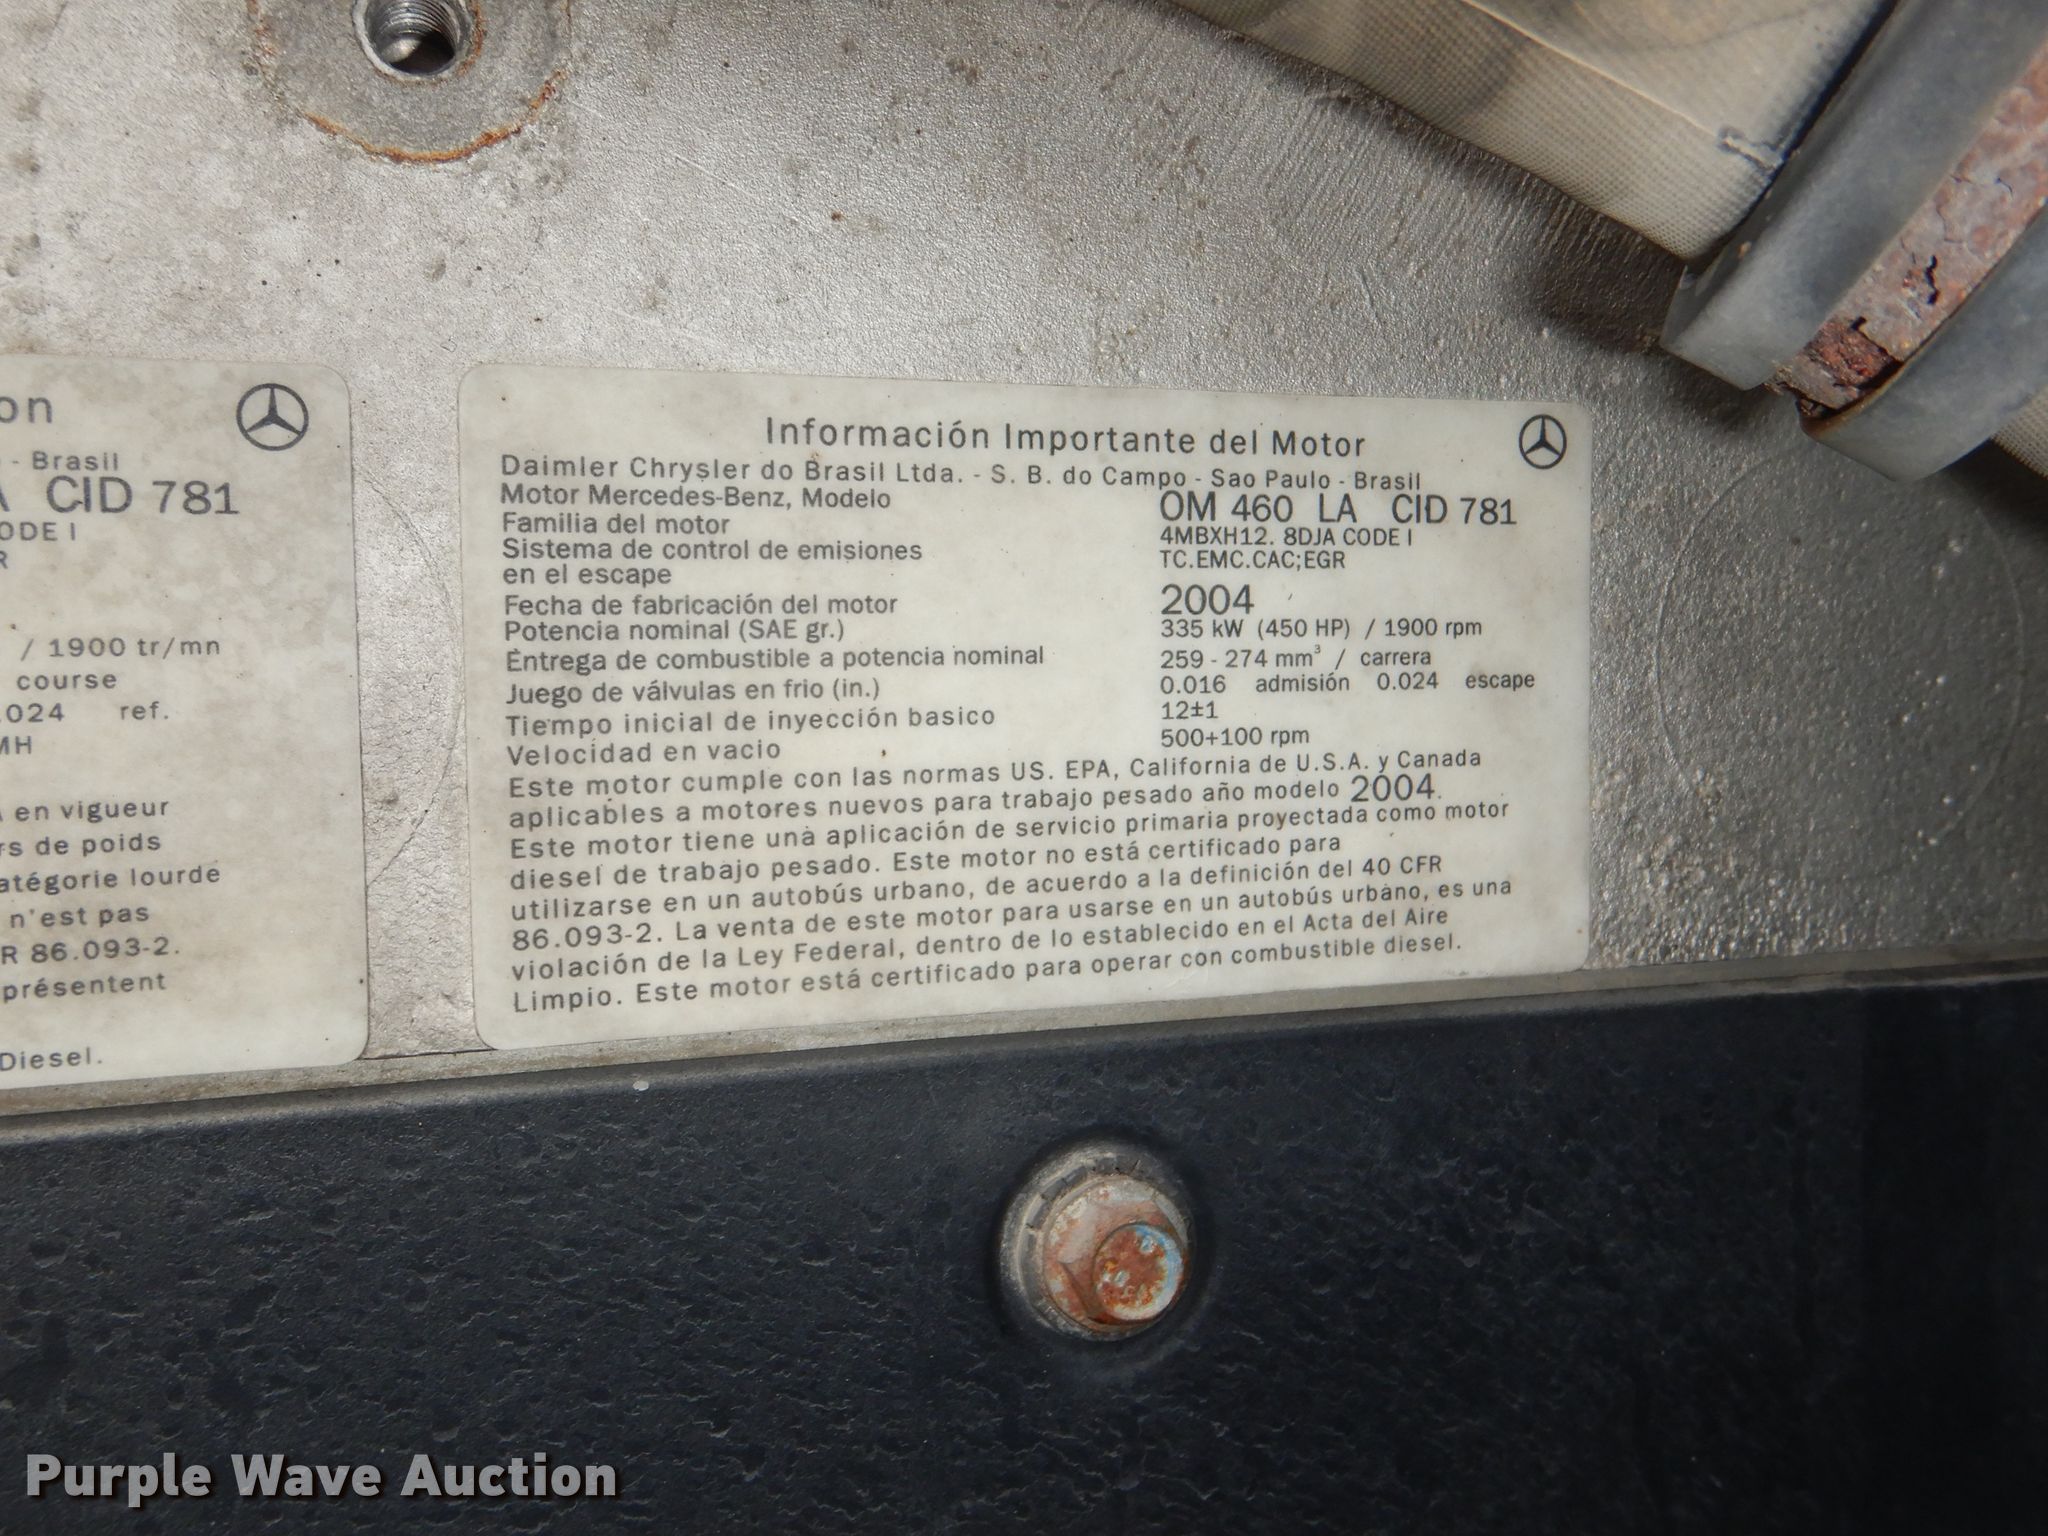 on
- Brasil
A CID 781
CODE I
R
/ 1900 tr/mn
course
.024 ref.
MH
en vigueur
rs de poids
atégorie lourde
n'est pas
R 86.093-2.
présentent
Diesel.
Información Importante del Motor
Daimler Chrysler do Brasil Ltda. - S. B. do Campo - Sao Paulo - Brasil
Motor Mercedes-Benz, Modelo OM 460 LA CID 781
Familia del motor 4MBXH12. 8DJA CODE I
Sistema de control de emisiones TC.EMC.CAC;EGR
en el escape
Fecha de fabricación del motor 2004
Potencia nominal (SAE gr.) 335 kW (450 HP) / 1900 rpm
Entrega de combustible a potencia nominal 259 - 274 mm³ / carrera
Juego de válvulas en frio (in.) 0.016 admisión 0.024 escape
Tiempo inicial de inyección basico 12±1
Velocidad en vacio 500+100 rpm
Este motor cumple con las normas US. EPA, California de U.S.A. y Canada
aplicables a motores nuevos para trabajo pesado año modelo 2004.
Este motor tiene una aplicación de servicio primaria proyectada como motor
diesel de trabajo pesado. Este motor no está certificado para
utilizarse en un autobús urbano, de acuerdo a la definición del 40 CFR
86.093-2. La venta de este motor para usarse en un autobús urbano, es una
violación de la Ley Federal, dentro de lo establecido en el Acta del Aire
Limpio. Este motor está certificado para operar con combustible diesel.
Purple Wave Auction